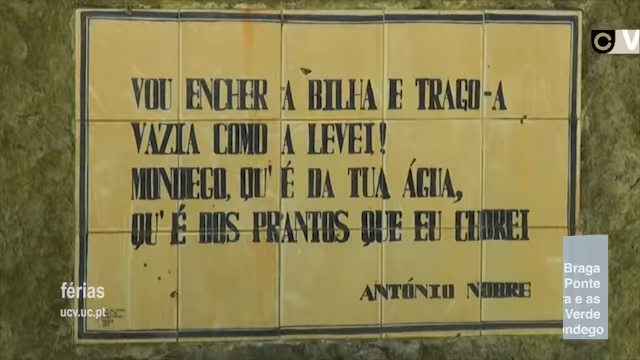 VOU ENCHER A BILHA E TRAGO-A
VAZIA COMO A LEVEI!
MONDEGO, QU'É DA TUA ÁGUA,
QU'É DOS PRANTOS QUE EU CHOREI
ANTÓNIO NOBRE
férias
ucv.uc.pt
C V
Braga
Ponte
a e as
Verde
ondego